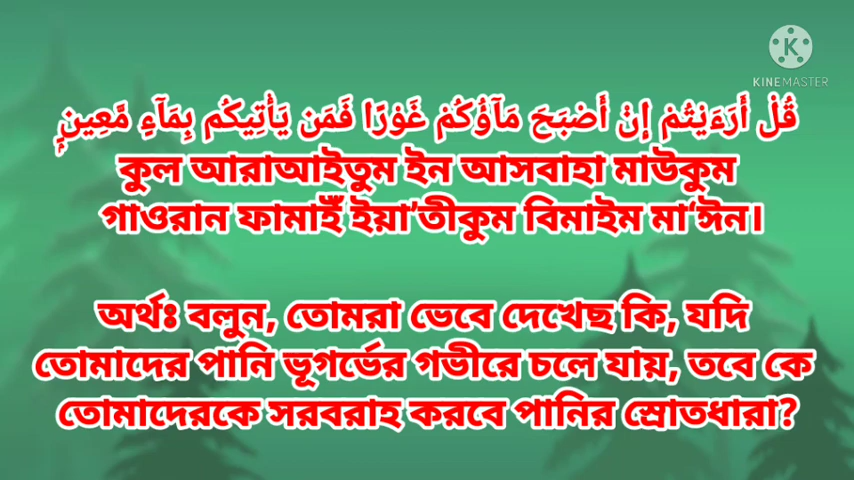 KINEMASTER
قُلْ أَرَءَيْتُمْ إِنْ أَصْبَحَ مَآؤُكُمْ غَوْرًا فَمَن يَأْتِيكُم بِمَآءٍ مَّعِينٍۭ
কুল আরাআইতুম ইন আসবাহা মাউকুম
গাওরান ফামাইঁ ইয়া'তীকুম বিমাইম মা‘ঈন।
অর্থঃ বলুন, তোমরা ভেবে দেখেছ কি, যদি
তোমাদের পানি ভূগর্ভের গভীরে চলে যায়, তবে কে
তোমাদেরকে সরবরাহ করবে পানির স্রোতধারা?